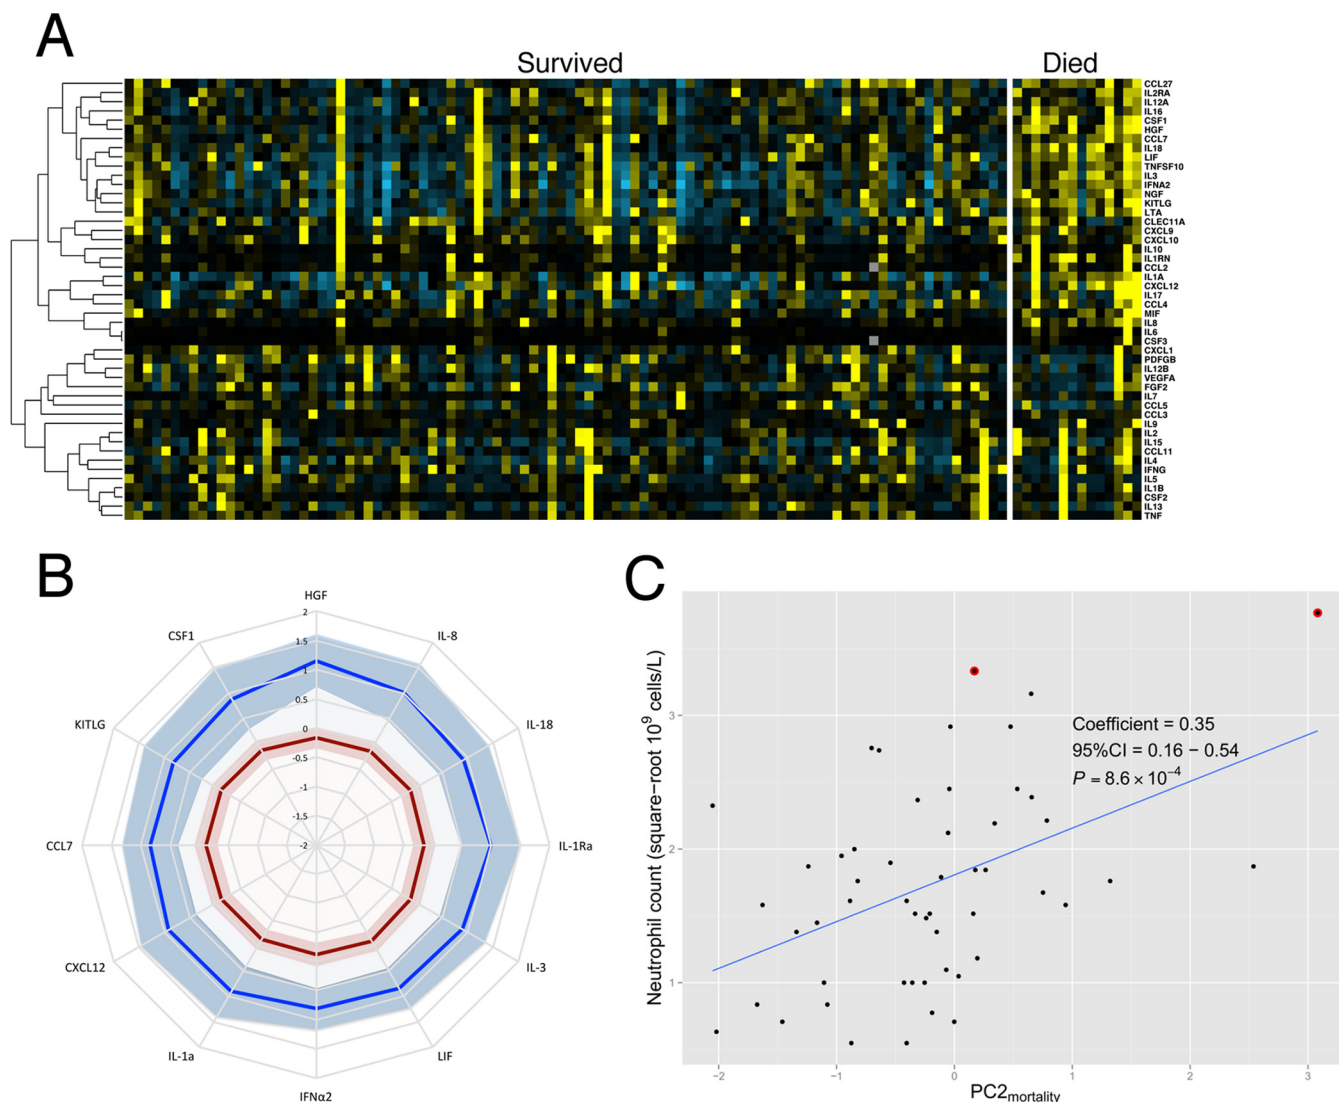 A
Survived
Died
CCL27
IL2RA
IL12A
IL16
CSF1
HGF
CCL7
IL18
LIF
TNFSF10
IL3
IFNA2
NGF
KITLG
LTA
CLEC11A
CXCL9
CXCL10
IL10
IL1RN
CCL2
IL1A
CXCL12
IL17
CCL4
MIF
IL8
IL6
CSF3
CXCL1
PDFGB
IL12B
VEGFA
FGF2
IL7
CCL5
CCL3
IL9
IL2
IL15
CCL11
IL4
IFNG
IL5
IL1B
CSF2
IL13
TNF
B
HGF
IL-8
IL-18
IL-1Ra
IL-3
LIF
IFNα2
IL-1a
CXCL12
CCL7
KITLG
CSF1
2
1.5
1
0.5
0
-0.5
-1
-1.5
-2
C
Neutrophil count (square−root 10⁹ cells/L)
3
2
1
Coefficient = 0.35
95%CI = 0.16 − 0.54
P = 8.6 × 10⁻⁴
−2 −1 0 1 2 3
PC2mortality